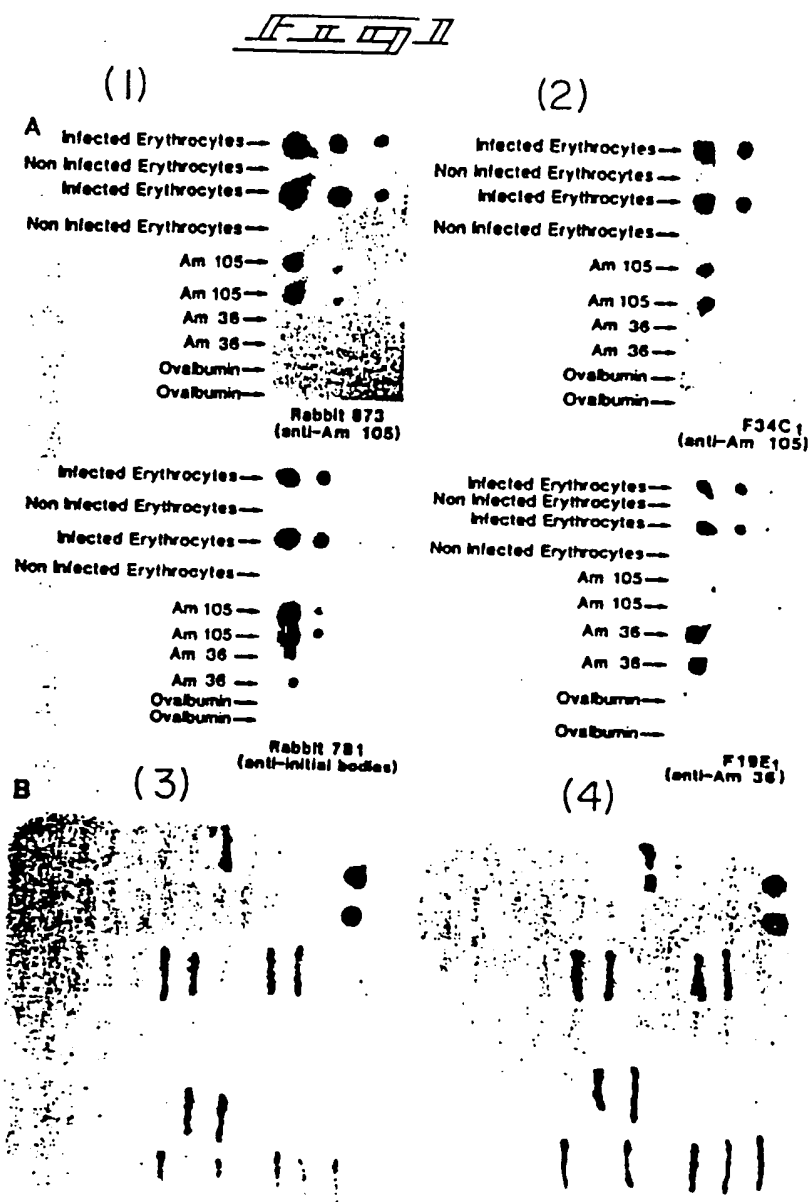 Fig 11
(1)
(2)
A
Infected Erythrocytes
Non Infected Erythrocytes
Infected Erythrocytes
Non Infected Erythrocytes
Am 105
Am 105
Am 36
Am 36
Ovalbumin
Ovalbumin
Rabbit 873
(anti-Am 105)
Infected Erythrocytes
Non Infected Erythrocytes
Infected Erythrocytes
Non Infected Erythrocytes
Am 105
Am 105
Am 36
Am 36
Ovalbumin
Ovalbumin
F34C1
(anti-Am 105)
Infected Erythrocytes
Non Infected Erythrocytes
Infected Erythrocytes
Non Infected Erythrocytes
Am 105
Am 105
Am 36
Am 36
Ovalbumin
Ovalbumin
Rabbit 781
(anti-initial bodies)
Infected Erythrocytes
Non Infected Erythrocytes
Infected Erythrocytes
Non Infected Erythrocytes
Am 105
Am 105
Am 36
Am 36
Ovalbumin
Ovalbumin
F19E1
(anti-Am 36)
B
(3)
(4)